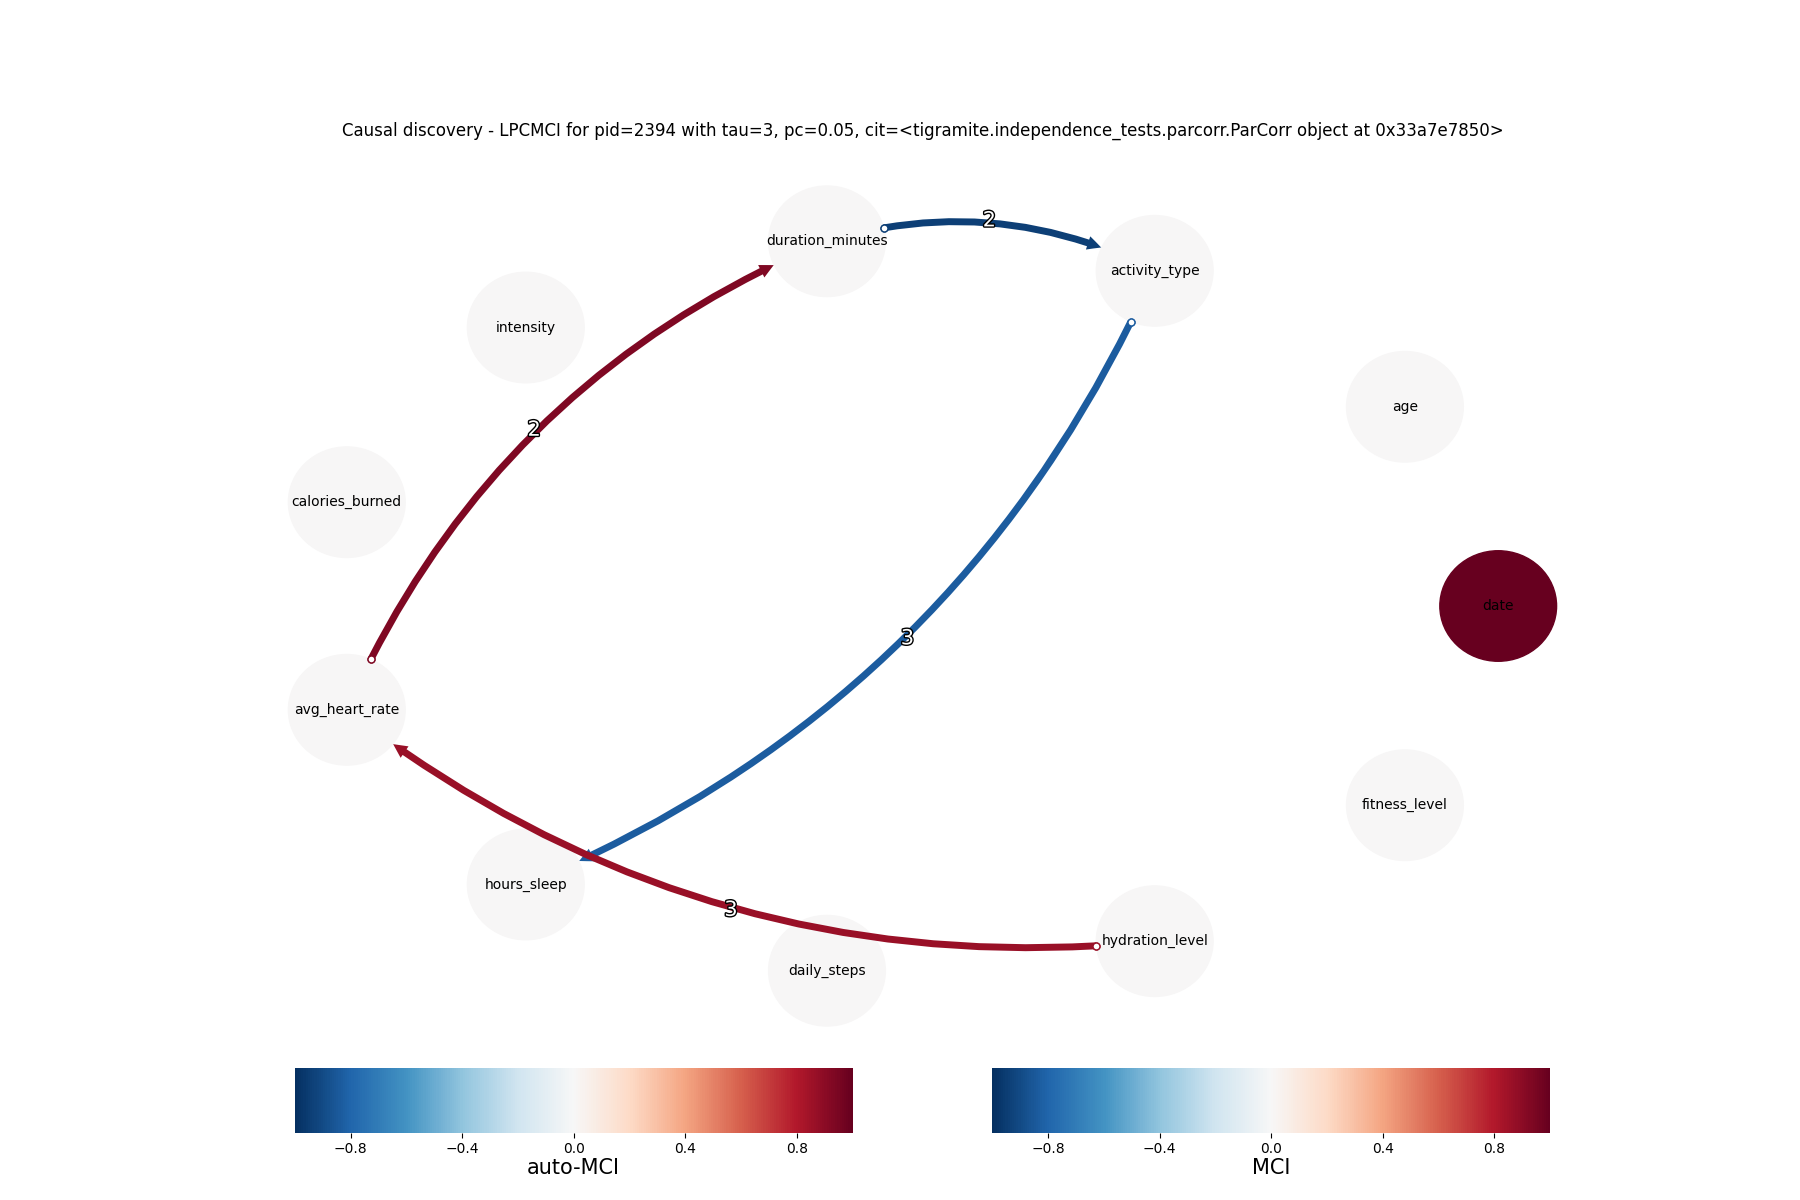 Causal discovery - LPCMCI for pid=2394 with tau=3, pc=0.05, cit=<tigramite.independence_tests.parcorr.ParCorr object at 0x33a7e7850>
2
duration_minutes
activity_type
intensity
age
2
calories_burned
date
3
avg_heart_rate
fitness_level
hours_sleep
3
hydration_level
daily_steps
−0.8 −0.4 0.0 0.4 0.8
auto-MCI
−0.8 −0.4 0.0 0.4 0.8
MCI